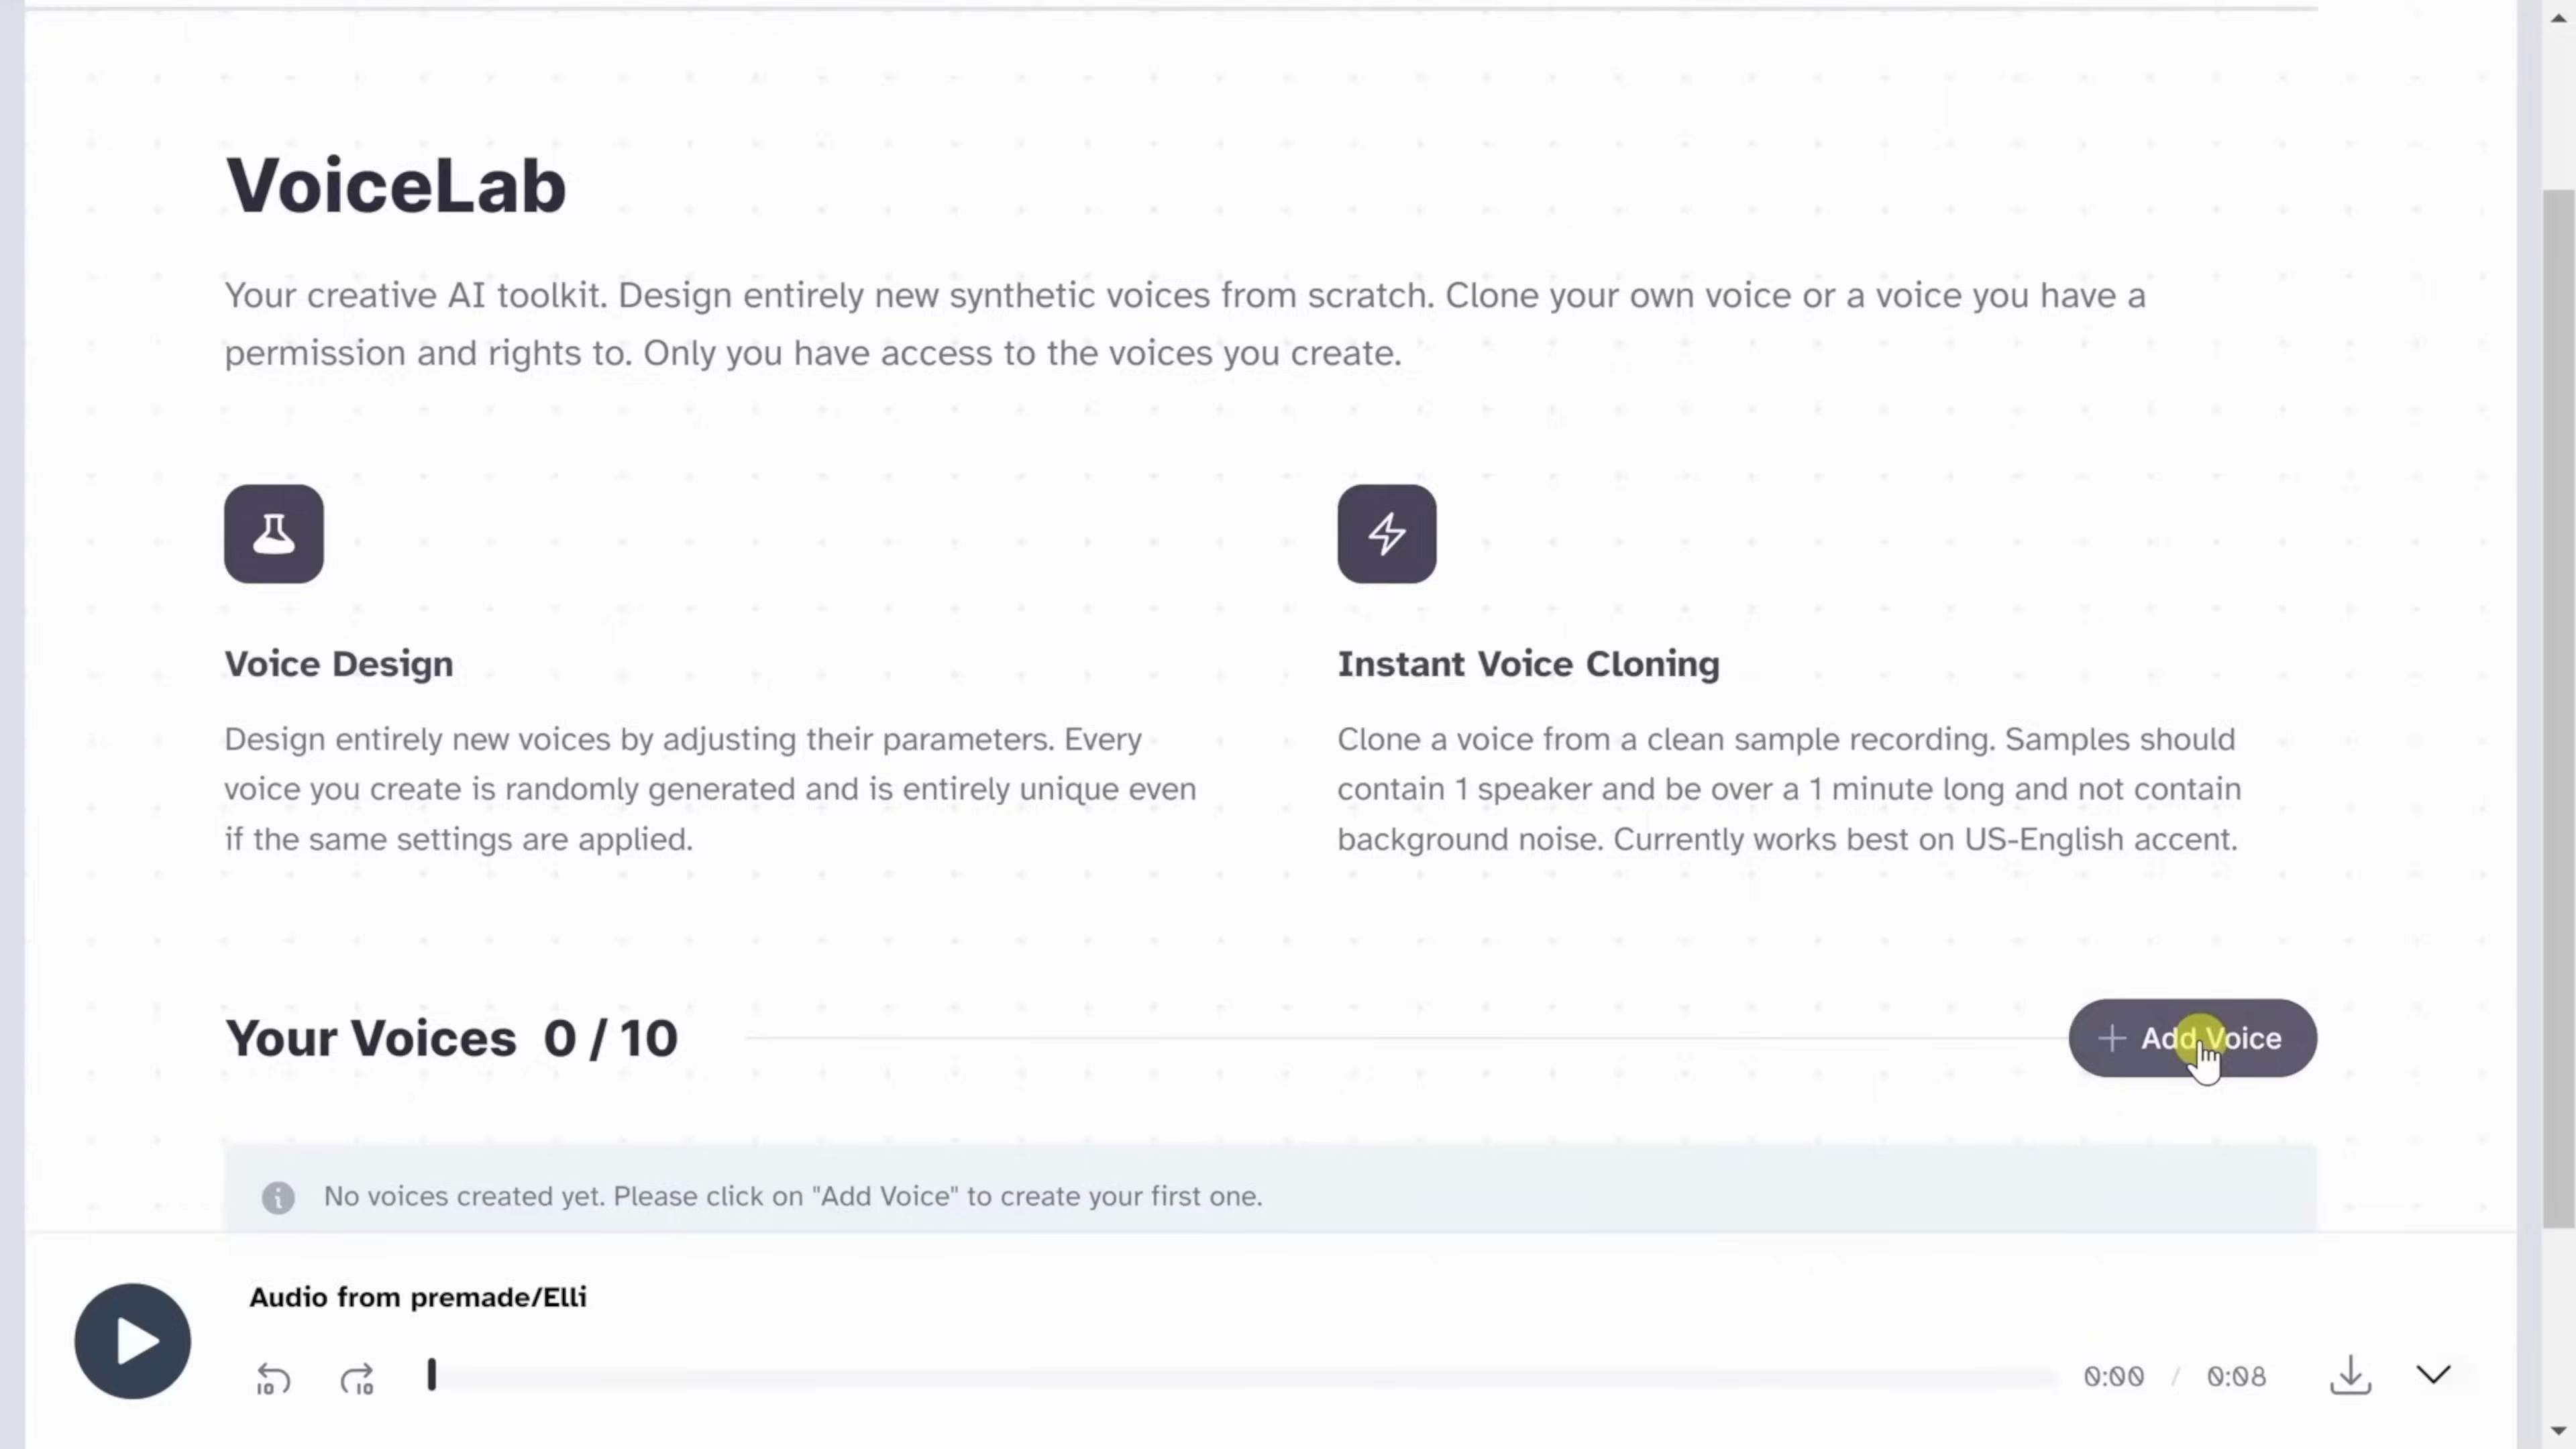 VoiceLab
Your creative AI toolkit. Design entirely new synthetic voices from scratch. Clone your own voice or a voice you have a
permission and rights to. Only you have access to the voices you create.
Voice Design
Design entirely new voices by adjusting their parameters. Every
voice you create is randomly generated and is entirely unique even
if the same settings are applied.
Instant Voice Cloning
Clone a voice from a clean sample recording. Samples should
contain 1 speaker and be over a 1 minute long and not contain
background noise. Currently works best on US-English accent.
Your Voices 0 / 10
+ Add Voice
No voices created yet. Please click on "Add Voice" to create your first one.
Audio from premade/Elli
10 10 0:00 / 0:08